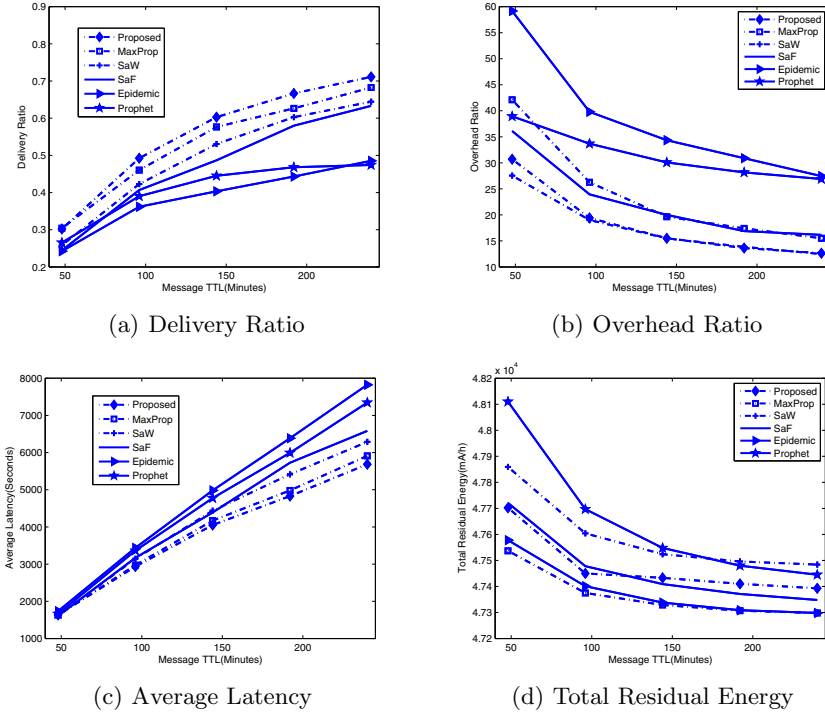 0.9
0.8
0.7
0.6
0.5
0.4
0.3
0.2
50
100
150
200
Delivery Ratio
Message TTL(Minutes)
Proposed
MaxProp
SaW
SaF
Epidemic
Prophet
(a) Delivery Ratio
60
55
50
45
40
35
30
25
20
15
10
50
100
150
200
Overhead Ratio
Message TTL(Minutes)
Proposed
MaxProp
SaW
SaF
Epidemic
Prophet
(b) Overhead Ratio
8000
7000
6000
5000
4000
3000
2000
1000
50
100
150
200
Average Latency(Seconds)
Message TTL(Minutes)
Proposed
MaxProp
SaW
SaF
Epidemic
Prophet
(c) Average Latency
x 10^4
4.82
4.81
4.8
4.79
4.78
4.77
4.76
4.75
4.74
4.73
4.72
50
100
150
200
Total Residual Energy(mA/h)
Message TTL(Minutes)
Proposed
MaxProp
SaW
SaF
Epidemic
Prophet
(d) Total Residual Energy